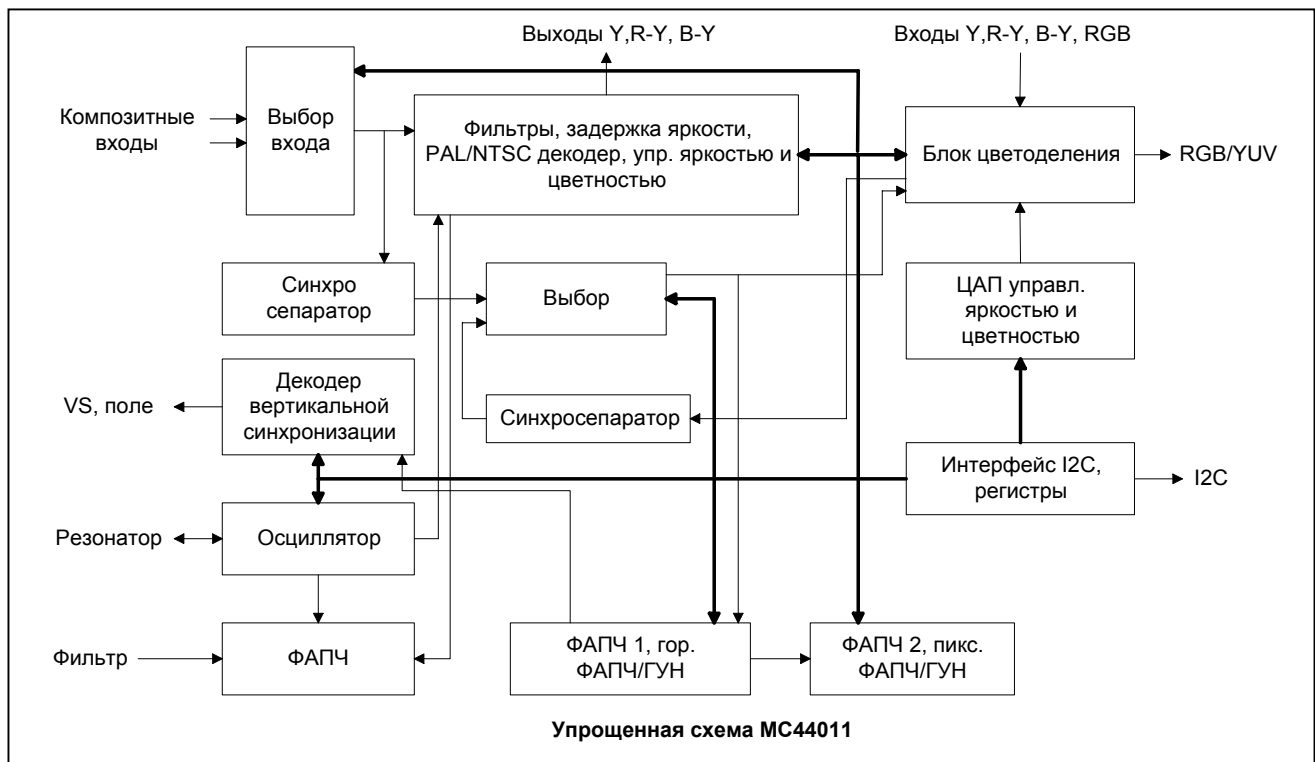 Выходы Y,R-Y, B-Y
Входы Y,R-Y, B-Y, RGB
Композитные
входы
Выбор
входа
Фильтры, задержка яркости,
PAL/NTSC декодер, упр. яркостью и
цветностью
Блок цветоделения
RGB/YUV
Синхро
сепаратор
Выбор
ЦАП управл.
яркостью и
цветностью
VS, поле
Декодер
вертикальной
синхронизации
Синхросепаратор
Интерфейс I2C,
регистры
I2C
Резонатор
Осциллятор
Фильтр
ФАПЧ
ФАПЧ 1, гор.
ФАПЧ/ГУН
ФАПЧ 2, пикс.
ФАПЧ/ГУН
Упрощенная схема MC44011